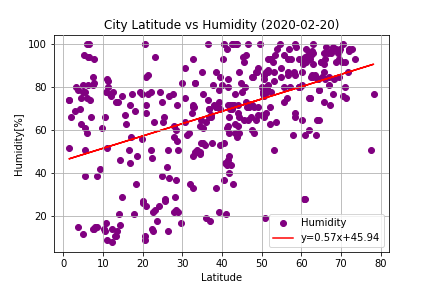 City Latitude vs Humidity (2020-02-20)
100
80
60
40
20
Humidity[%]
0 10 20 30 40 50 60 70 80
Latitude
Humidity
y=0.57x+45.94